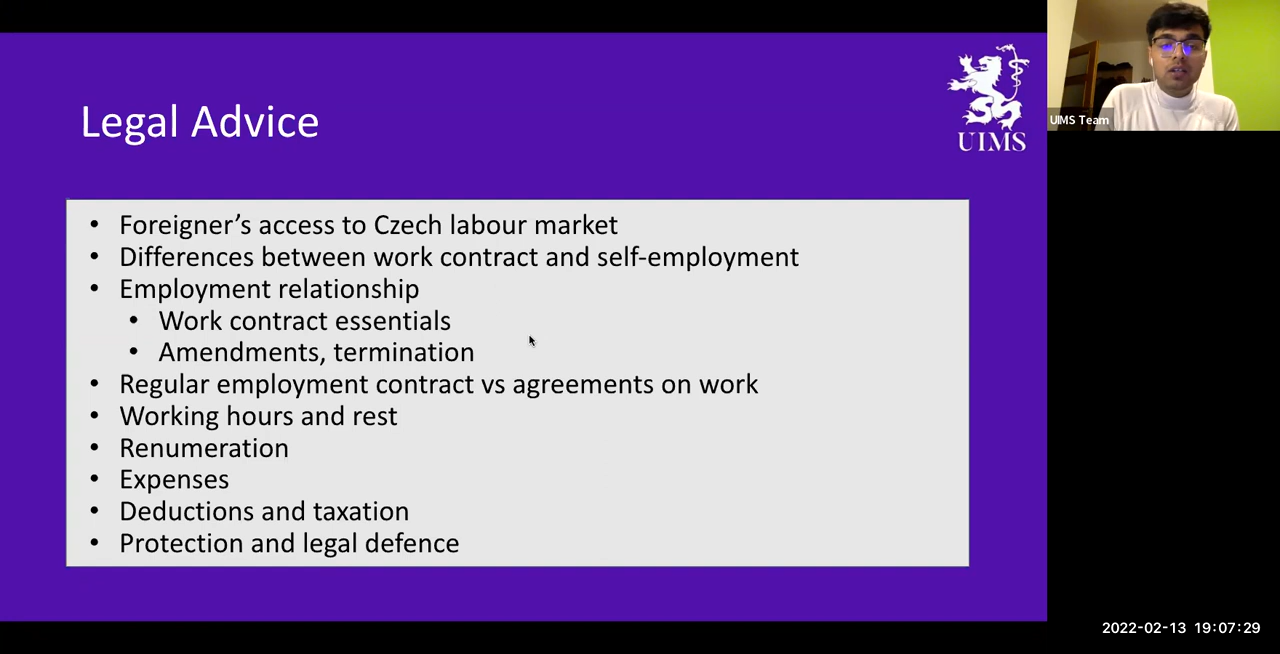 Legal Advice
UIMS
UIMS Team
• Foreigner’s access to Czech labour market
• Differences between work contract and self-employment
• Employment relationship
• Work contract essentials
• Amendments, termination
• Regular employment contract vs agreements on work
• Working hours and rest
• Renumeration
• Expenses
• Deductions and taxation
• Protection and legal defence
2022-02-13 19:07:29